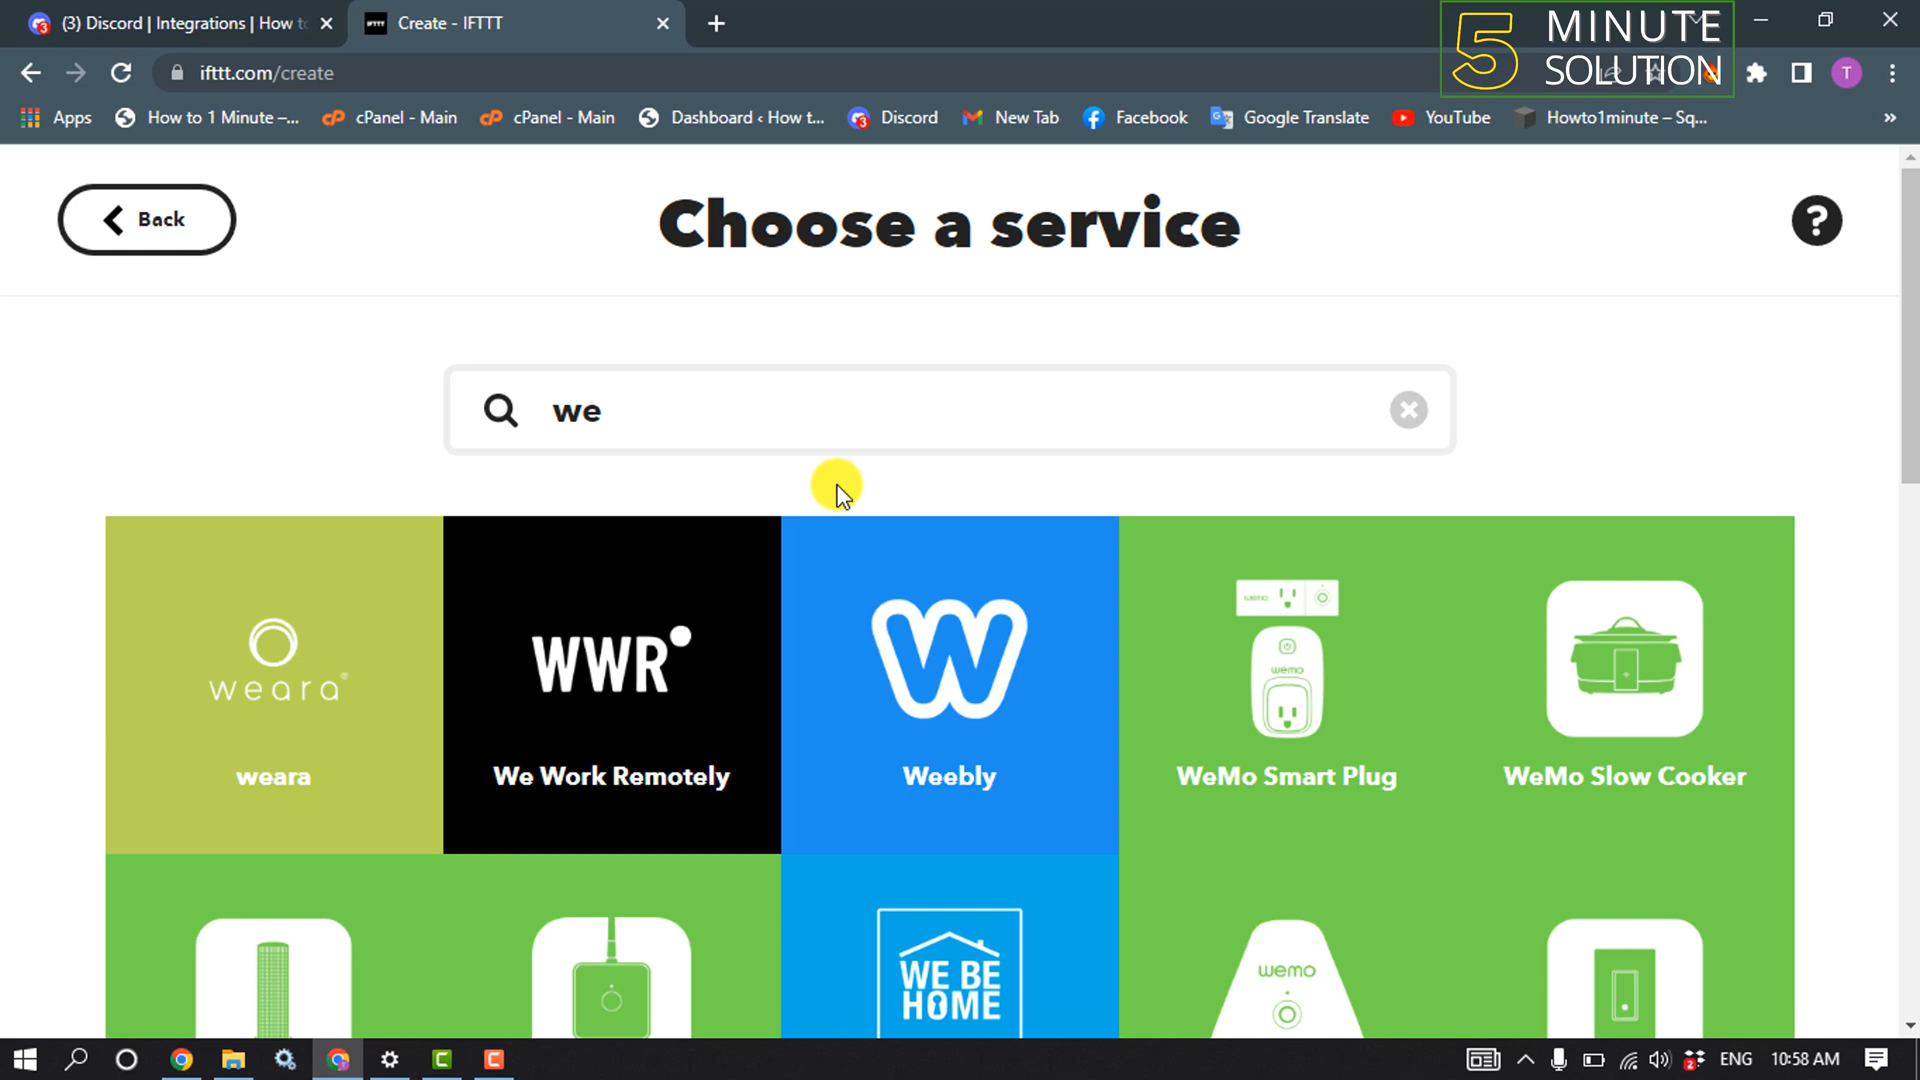 (3) Discord | Integrations | How to
Create - IFTTT
5 MINUTE
SOLUTION
ifttt.com/create
T
Apps
How to 1 Minute –...
cPanel - Main
cPanel - Main
Dashboard ‹ How t...
Discord
New Tab
Facebook
Google Translate
YouTube
Howto1minute – Sq...
»
Back
Choose a service
?
we
weara
weara
WWR
We Work Remotely
Weebly
wemo
wemo
WeMo Smart Plug
WeMo Slow Cooker
WE BE
HOME
wemo
2
ENG
10:58 AM